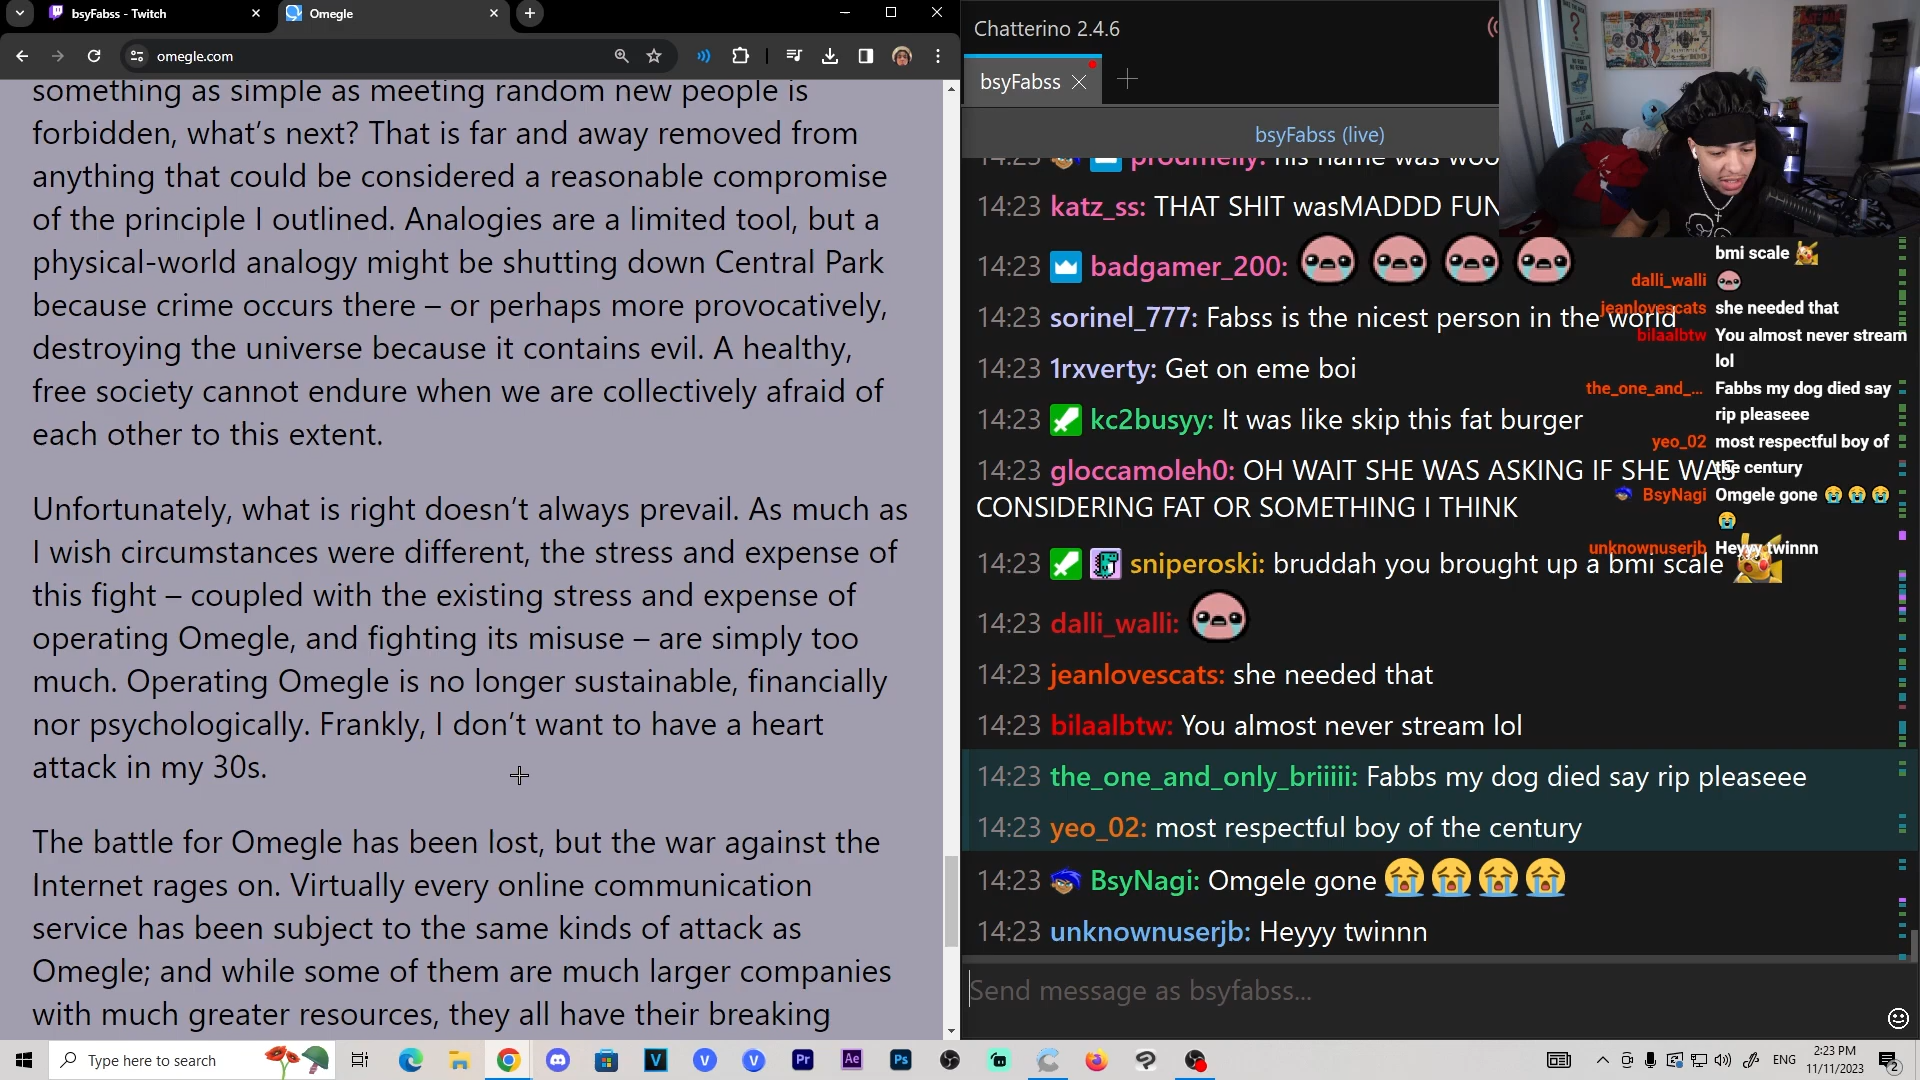 bsyFabss - Twitch
Omegle
omegle.com
something as simple as meeting random new people is
forbidden, what’s next? That is far and away removed from
anything that could be considered a reasonable compromise
of the principle I outlined. Analogies are a limited tool, but a
physical-world analogy might be shutting down Central Park
because crime occurs there – or perhaps more provocatively,
destroying the universe because it contains evil. A healthy,
free society cannot endure when we are collectively afraid of
each other to this extent.
Unfortunately, what is right doesn’t always prevail. As much as
I wish circumstances were different, the stress and expense of
this fight – coupled with the existing stress and expense of
operating Omegle, and fighting its misuse – are simply too
much. Operating Omegle is no longer sustainable, financially
nor psychologically. Frankly, I don’t want to have a heart
attack in my 30s.
The battle for Omegle has been lost, but the war against the
Internet rages on. Virtually every online communication
service has been subject to the same kinds of attack as
Omegle; and while some of them are much larger companies
with much greater resources, they all have their breaking
Chatterino 2.4.6
bsyFabss
bsyFabss (live)
14:23 prodmelly: his name was woo
14:23 katz_ss: THAT SHIT wasMADDD FUN
14:23 badgamer_200:
14:23 sorinel_777: Fabss is the nicest person in the world
14:23 1rxverty: Get on eme boi
14:23 kc2busyy: It was like skip this fat burger
14:23 gloccamoleh0: OH WAIT SHE WAS ASKING IF SHE WAS
CONSIDERING FAT OR SOMETHING I THINK
14:23 sniperoski: bruddah you brought up a bmi scale
14:23 dalli_walli:
14:23 jeanlovescats: she needed that
14:23 bilaalbtw: You almost never stream lol
14:23 the_one_and_only_briiiii: Fabbs my dog died say rip pleaseee
14:23 yeo_02: most respectful boy of the century
14:23 BsyNagi: Omgele gone 😭😭😭😭
14:23 unknownuserjb: Heyyy twinnn
Send message as bsyfabss...
bmi scale
dalli_walli
jeanlovescats she needed that
bilaalbtw You almost never stream
lol
the_one_and_... Fabbs my dog died say
rip pleaseee
yeo_02 most respectful boy of
the century
BsyNagi Omgele gone 😭😭😭
😭
unknownuserjb Heyyy twinnn
Type here to search
ENG
2:23 PM
11/11/2023
2